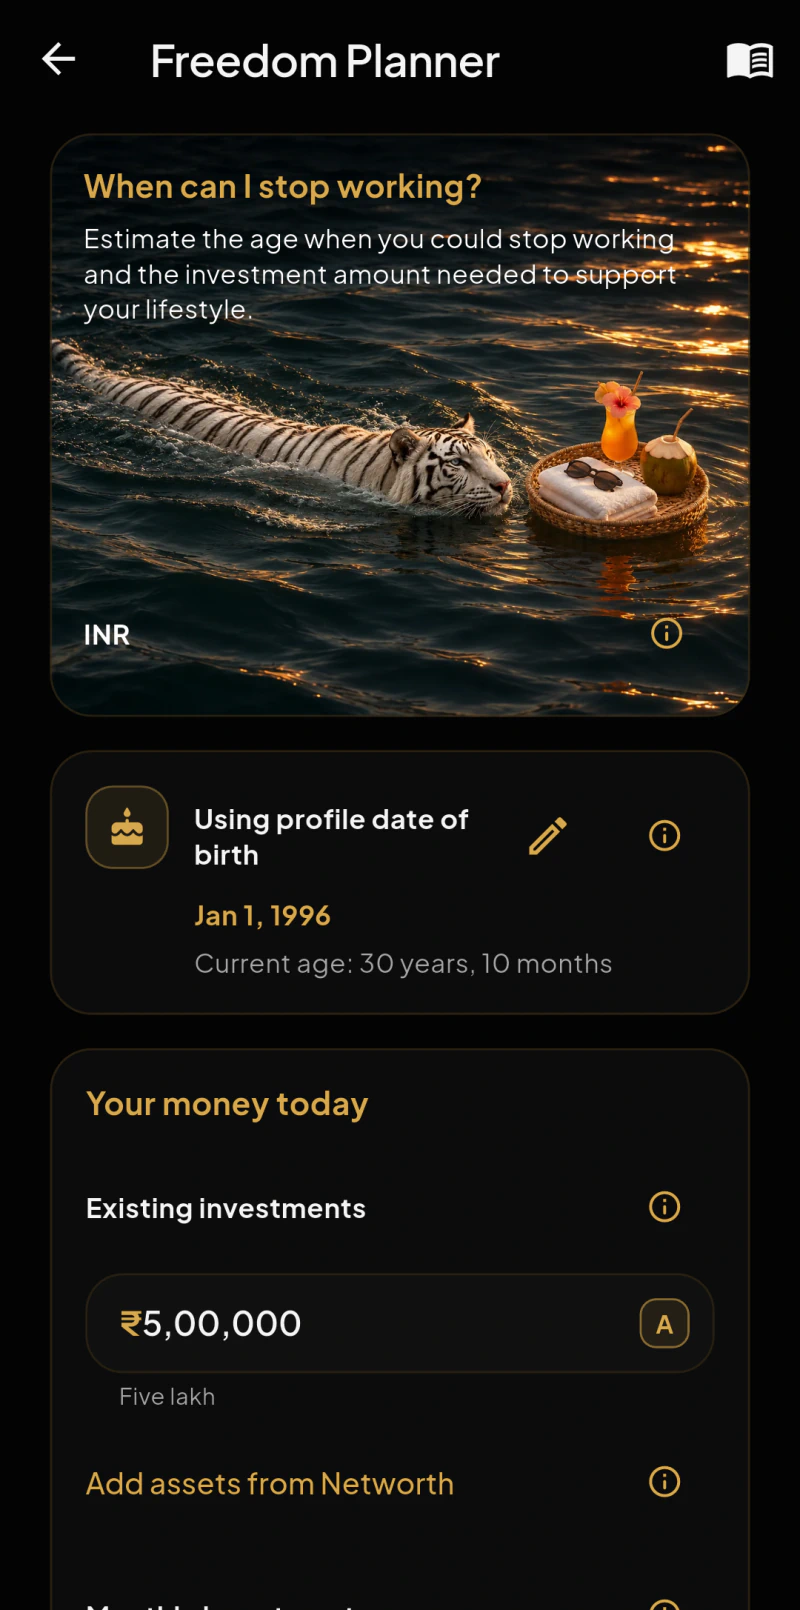 Freedom Planner
When can I stop working?
Estimate the age when you could stop working
and the investment amount needed to support
your lifestyle.
INR
Using profile date of
birth
Jan 1, 1996
Current age: 30 years, 10 months
Your money today
Existing investments
₹5,00,000
A
Five lakh
Add assets from Networth